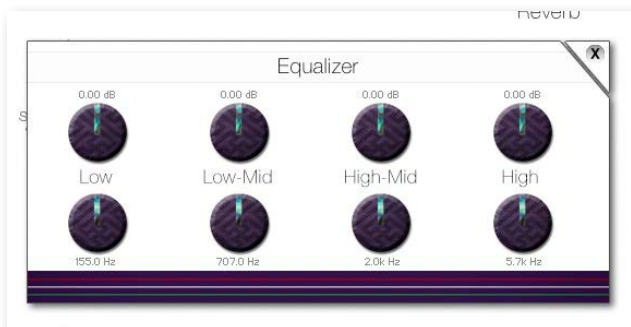 Reverb
X
Equalizer
0.00 dB 0.00 dB 0.00 dB 0.00 dB
Low Low-Mid High-Mid High
155.0 Hz 707.0 Hz 2.0k Hz 5.7k Hz